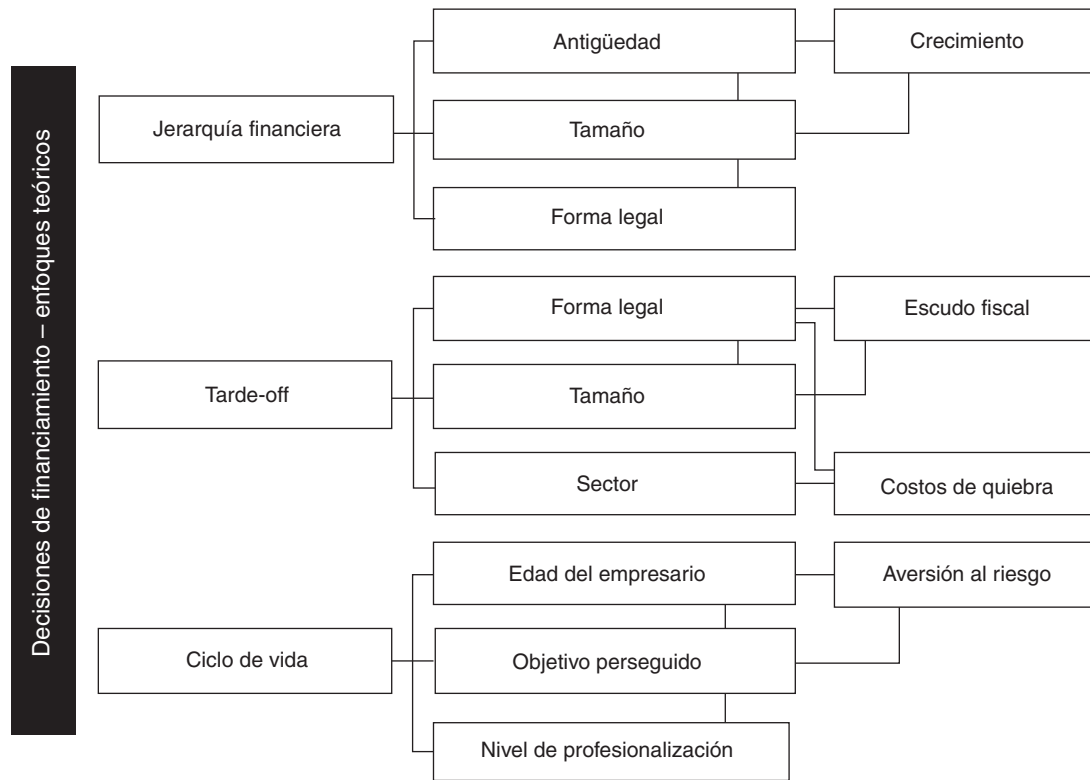 Decisiones de financiamiento – enfoques teóricos
Jerarquía financiera
Antigüedad
Crecimiento
Tamaño
Forma legal
Tarde-off
Forma legal
Escudo fiscal
Tamaño
Sector
Costos de quiebra
Ciclo de vida
Edad del empresario
Aversión al riesgo
Objetivo perseguido
Nivel de profesionalización